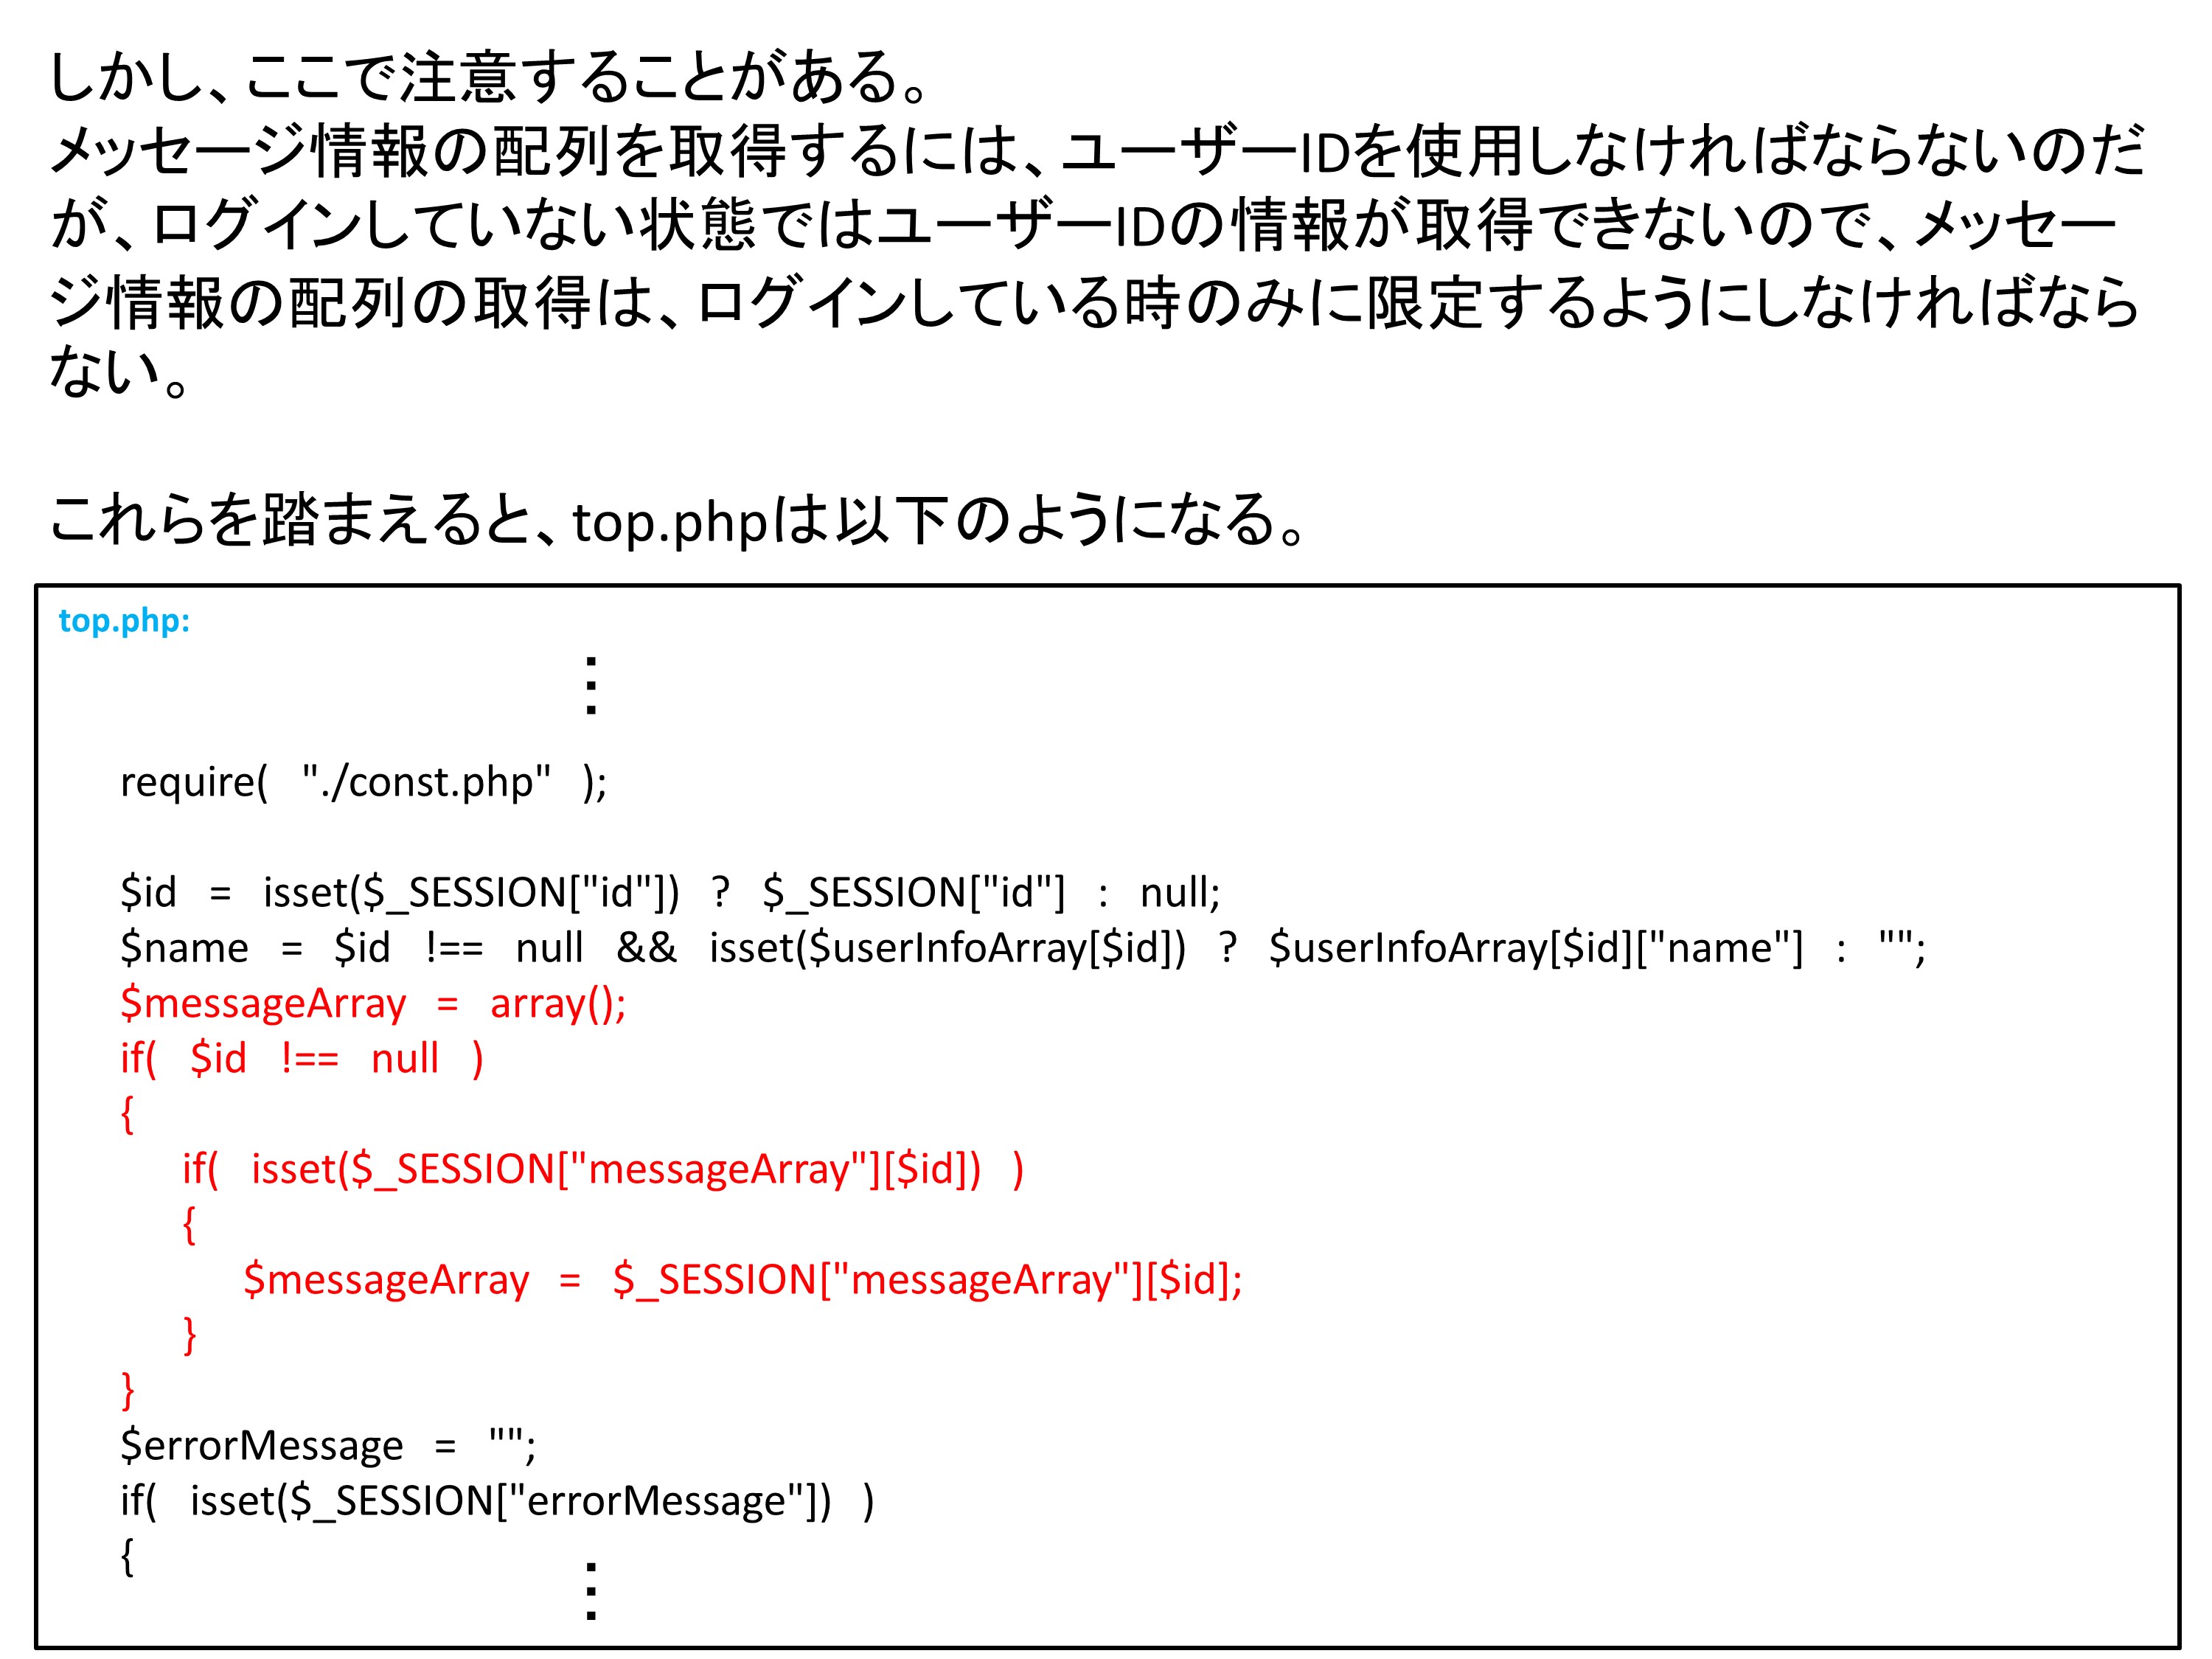 しかし、ここで注意することがある。
メッセージ情報の配列を取得するには、ユーザーIDを使用しなければならないのだ
が、ログインしていない状態ではユーザーIDの情報が取得できないので、メッセー
ジ情報の配列の取得は、ログインしている時のみに限定するようにしなければなら
ない。
これらを踏まえると、top.phpは以下のようになる。
top.php:
⋮
require( "./const.php" );
$id = isset($_SESSION["id"]) ? $_SESSION["id"] : null;
$name = $id !== null && isset($userInfoArray[$id]) ? $userInfoArray[$id]["name"] : "";
$messageArray = array();
if( $id !== null )
{
if( isset($_SESSION["messageArray"][$id]) )
{
$messageArray = $_SESSION["messageArray"][$id];
}
}
$errorMessage = "";
if( isset($_SESSION["errorMessage"]) )
{
⋮